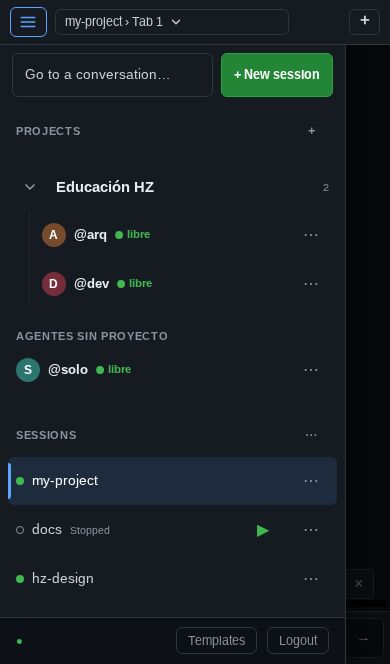 my-project › Tab 1
+
Go to a conversation…
+ New session
PROJECTS
+
Educación HZ
2
A @arq libre
···
D @dev libre
···
AGENTES SIN PROYECTO
S @solo libre
···
SESSIONS
···
my-project
···
docs Stopped
···
hz-design
···
Templates
Logout